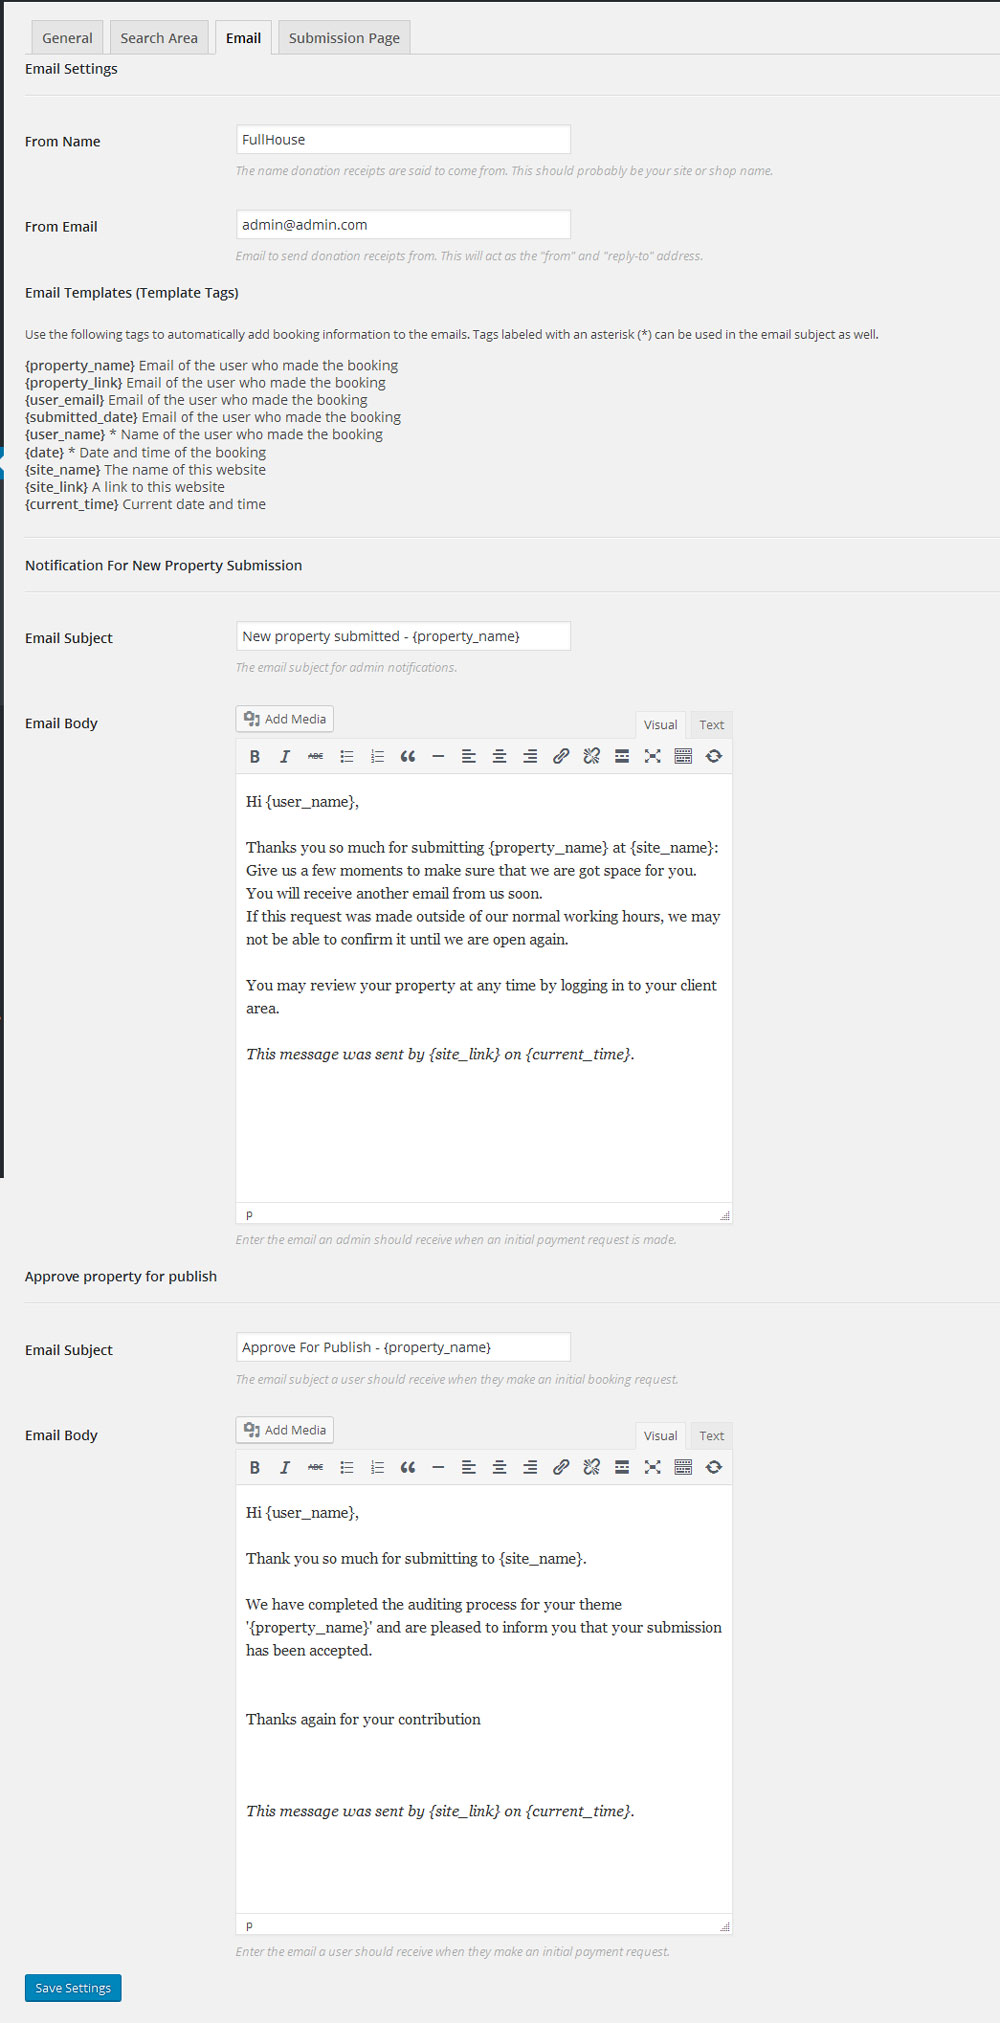 General Search Area Email Submission Page
Email Settings
From Name
FullHouse
The name donation receipts are said to come from. This should probably be your site or shop name.
From Email
admin@admin.com
Email to send donation receipts from. This will act as the "from" and "reply-to" address.
Email Templates (Template Tags)
Use the following tags to automatically add booking information to the emails. Tags labeled with an asterisk (*) can be used in the email subject as well.
{property_name} Email of the user who made the booking
{property_link} Email of the user who made the booking
{user_email} Email of the user who made the booking
{submitted_date} Email of the user who made the booking
{user_name} * Name of the user who made the booking
{date} * Date and time of the booking
{site_name} The name of this website
{site_link} A link to this website
{current_time} Current date and time
Notification For New Property Submission
Email Subject
New property submitted - {property_name}
The email subject for admin notifications.
Email Body
Add Media
Visual Text
B I ABC
Hi {user_name},
Thanks you so much for submitting {property_name} at {site_name}:
Give us a few moments to make sure that we are got space for you.
You will receive another email from us soon.
If this request was made outside of our normal working hours, we may
not be able to confirm it until we are open again.
You may review your property at any time by logging in to your client
area.
This message was sent by {site_link} on {current_time}.
p
Enter the email an admin should receive when an initial payment request is made.
Approve property for publish
Email Subject
Approve For Publish - {property_name}
The email subject a user should receive when they make an initial booking request.
Email Body
Add Media
Visual Text
B I ABC
Hi {user_name},
Thank you so much for submitting to {site_name}.
We have completed the auditing process for your theme
'{property_name}' and are pleased to inform you that your submission
has been accepted.
Thanks again for your contribution
This message was sent by {site_link} on {current_time}.
p
Enter the email a user should receive when they make an initial payment request.
Save Settings